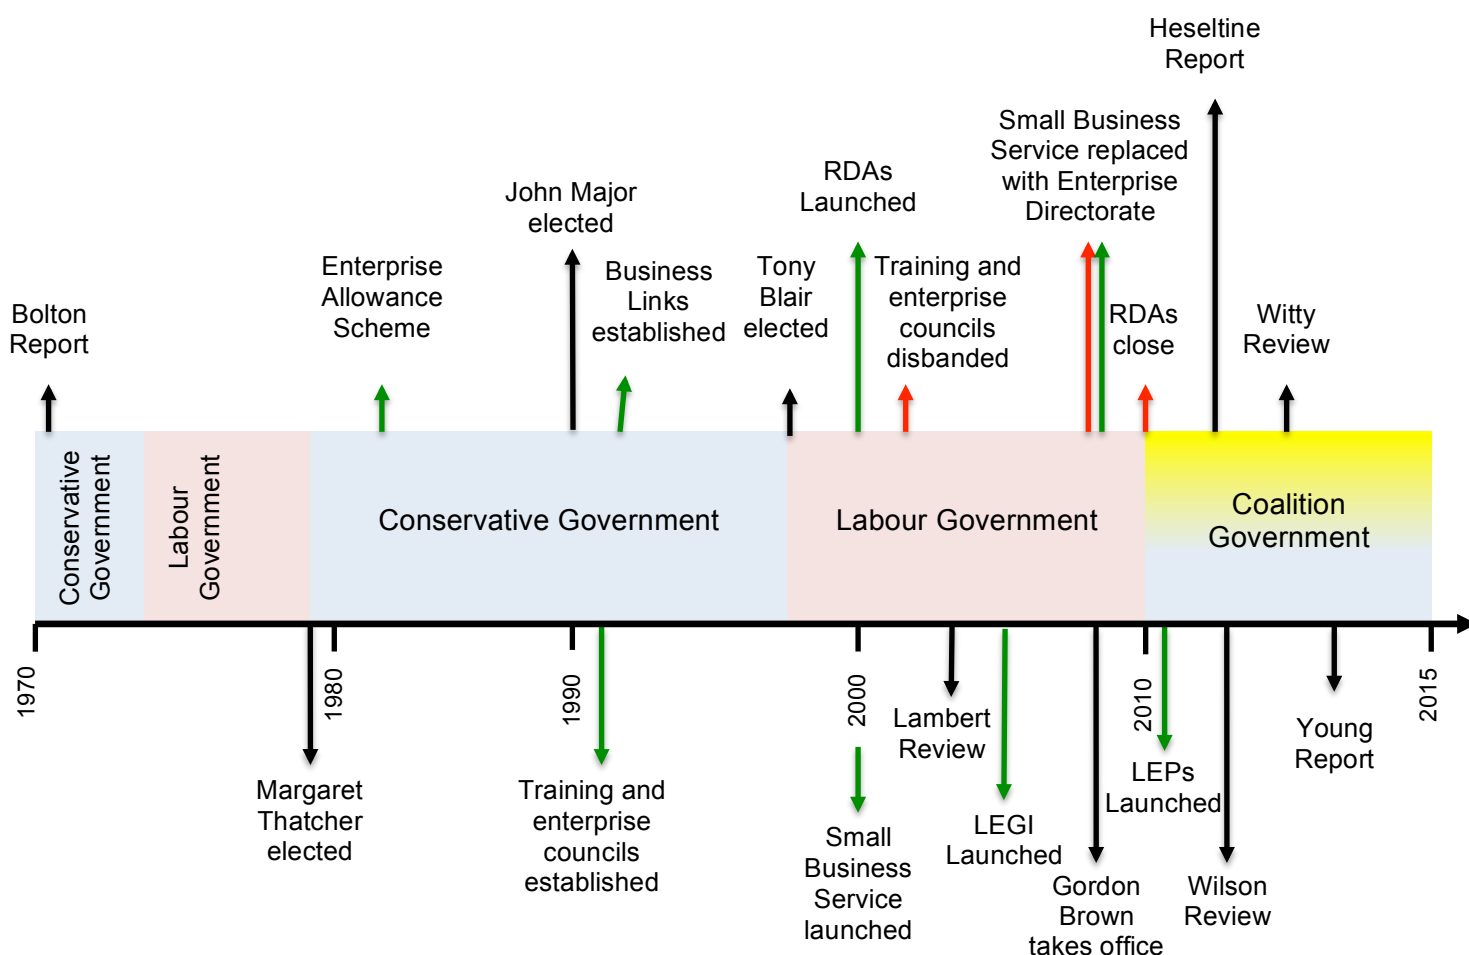 Heseltine
Report
Small Business
Service replaced
with Enterprise
Directorate
RDAs
Launched
John Major
elected
Enterprise
Allowance
Scheme
Business
Links
established
Tony
Blair
elected
Training and
enterprise
councils
disbanded
Bolton
Report
RDAs
close
Witty
Review
Conservative
Government
Labour
Government
Conservative Government
Labour Government
Coalition
Government
1970
1980
1990
2000
2010
2015
Lambert
Review
Young
Report
LEPs
Launched
Margaret
Thatcher
elected
Training and
enterprise
councils
established
Small
Business
Service
launched
LEGI
Launched
Gordon
Brown
takes office
Wilson
Review